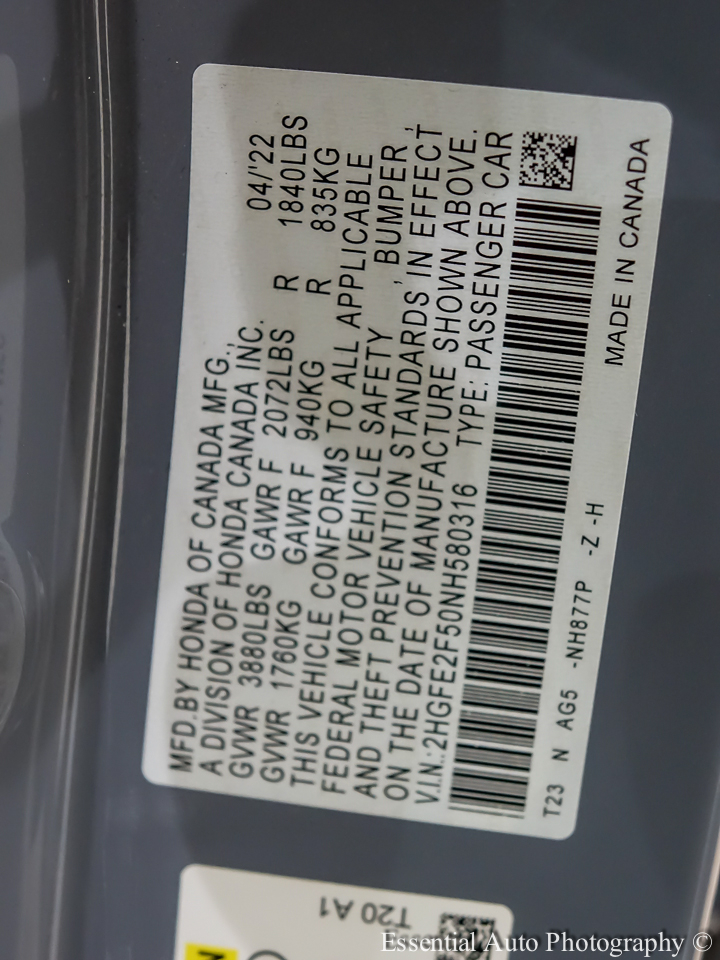 MFD.BY HONDA OF CANADA MFG.,
A DIVISION OF HONDA CANADA INC. 04/'22
GVWR 3880LBS GAWR F 2072LBS R 1840LBS
GVWR 1760KG GAWR F 940KG R 835KG
THIS VEHICLE CONFORMS TO ALL APPLICABLE
FEDERAL MOTOR VEHICLE SAFETY , BUMPER ,
AND THEFT PREVENTION STANDARDS IN EFFECT
ON THE DATE OF MANUFACTURE SHOWN ABOVE.
V.I.N.:2HGFE2F50NH580316 TYPE: PASSENGER CAR
T23 N AG5 -NH877P -Z -H MADE IN CANADA
T20 A1
N
Essential Auto Photography ©